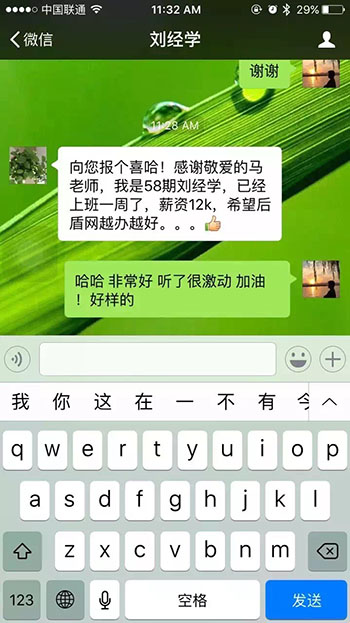 中国联通 11:32 AM 29%
微信 刘经学
谢谢
11:28 AM
向您报个喜哈！感谢敬爱的马
老师，我是58期刘经学，已经
上班一周了，薪资12k，希望后
盾网越办越好。。。👍
哈哈 非常好 听了很激动 加油
！好样的
我 你 这 在 一 不 有 今
q w e r t y u i o p
a s d f g h j k l
z x c v b n m
123 空格 发送